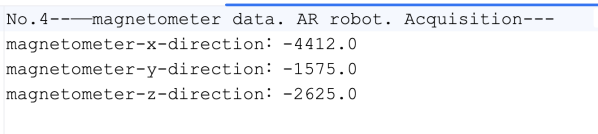 No.4--—magnetometer data. AR robot. Acquisition---
magnetometer-x-direction: -4412.0
magnetometer-y-direction: -1575.0
magnetometer-z-direction: -2625.0